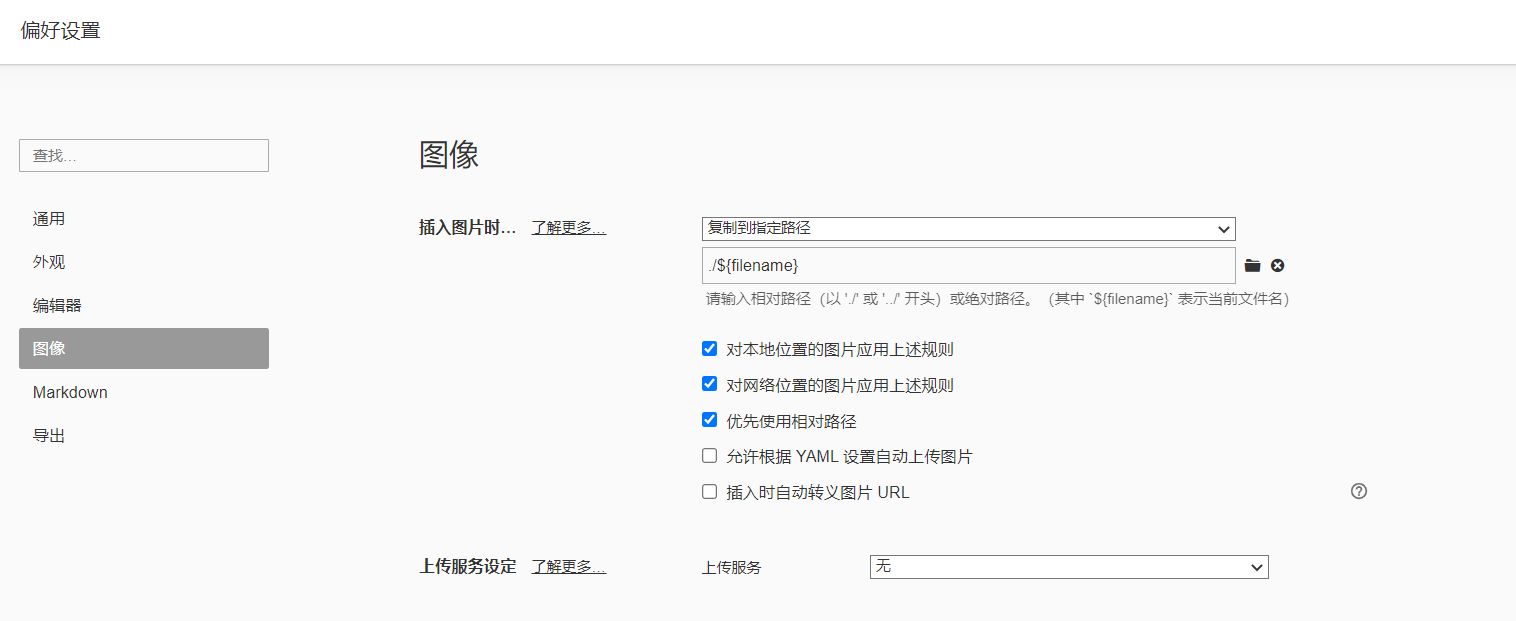 偏好设置
查找...
通用
外观
编辑器
图像
Markdown
导出
图像
插入图片时... 了解更多... 复制到指定路径
./${filename}
请输入相对路径（以 './' 或 '../' 开头）或绝对路径。（其中 `${filename}` 表示当前文件名）
对本地位置的图片应用上述规则
对网络位置的图片应用上述规则
优先使用相对路径
允许根据 YAML 设置自动上传图片
插入时自动转义图片 URL
上传服务设定 了解更多... 上传服务 无